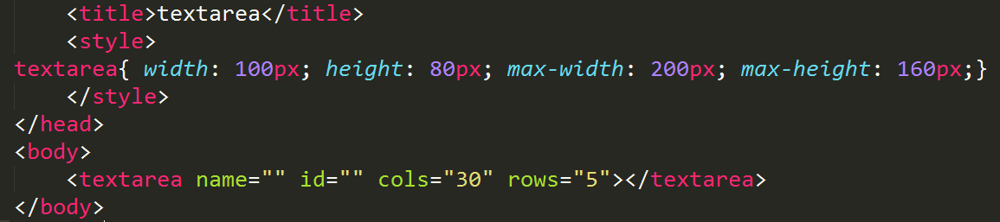 <title>textarea</title>
<style>
textarea{ width: 100px; height: 80px; max-width: 200px; max-height: 160px;}
</style>
</head>
<body>
<textarea name="" id="" cols="30" rows="5"></textarea>
</body>